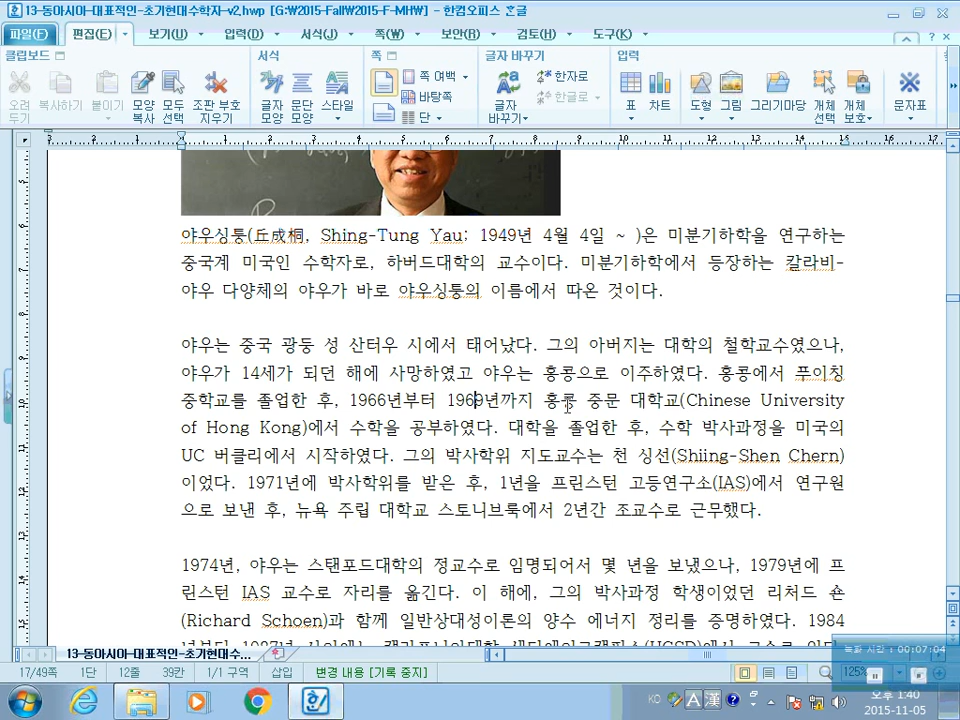 13-동아시아-대표적인-초기현대수학자-v2.hwp [G:\2015-Fall\2015-F-MH\] - 한컴오피스 한글
파일(F) 편집(E) 보기(U) 입력(D) 서식(J) 쪽(W) 보안(R) 검토(H) 도구(K)
클립보드 서식 쪽 글자 바꾸기 입력
오려두기 복사하기 붙이기 모양 복사 모두 선택 조판 부호 지우기 글자 모양 문단 모양 스타일 쪽 여백 바탕쪽 단 글자 바꾸기 한자로 한글로 표 차트 도형 그림 그리기마당 개체 선택 개체 보호 문자표
야우싱퉁(丘成桐, Shing-Tung Yau; 1949년 4월 4일 ~ )은 미분기하학을 연구하는
중국계 미국인 수학자로, 하버드대학의 교수이다. 미분기하학에서 등장하는 칼라비-
야우 다양체의 야우가 바로 야우싱퉁의 이름에서 따온 것이다.
야우는 중국 광둥 성 산터우 시에서 태어났다. 그의 아버지는 대학의 철학교수였으나,
야우가 14세가 되던 해에 사망하였고 야우는 홍콩으로 이주하였다. 홍콩에서 푸이칭
중학교를 졸업한 후, 1966년부터 1969년까지 홍콩 중문 대학교(Chinese University
of Hong Kong)에서 수학을 공부하였다. 대학을 졸업한 후, 수학 박사과정을 미국의
UC 버클리에서 시작하였다. 그의 박사학위 지도교수는 천 싱선(Shiing-Shen Chern)
이었다. 1971년에 박사학위를 받은 후, 1년을 프린스턴 고등연구소(IAS)에서 연구원
으로 보낸 후, 뉴욕 주립 대학교 스토니브룩에서 2년간 조교수로 근무했다.
1974년, 야우는 스탠포드대학의 정교수로 임명되어서 몇 년을 보냈으나, 1979년에 프
린스턴 IAS 교수로 자리를 옮긴다. 이 해에, 그의 박사과정 학생이었던 리처드 숀
(Richard Schoen)과 함께 일반상대성이론의 양수 에너지 정리를 증명하였다. 1984
13-동아시아-대표적인-초기현대수...
녹화 시간 : 00:07:04
17/49쪽 1단 12줄 39칸 1/1 구역 삽입 변경 내용 [기록 중지] 125%
KO A 漢
오후 1:40
2015-11-05